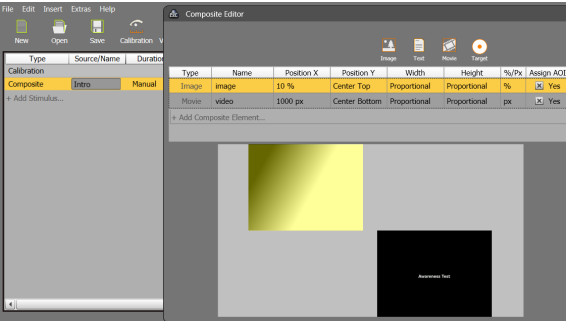 File Edit Insert Extras Help
New Open Save Calibration V
Type Source/Name Duration
Calibration
Composite Intro Manual
+ Add Stimulus...
Composite Editor
Image Text Movie Target
Type Name Position X Position Y Width Height %/Px Assign AOI
Image image 10 % Center Top Proportional Proportional % Yes
Movie video 1000 px Center Bottom Proportional Proportional px Yes
+ Add Composite Element...
Awareness Test